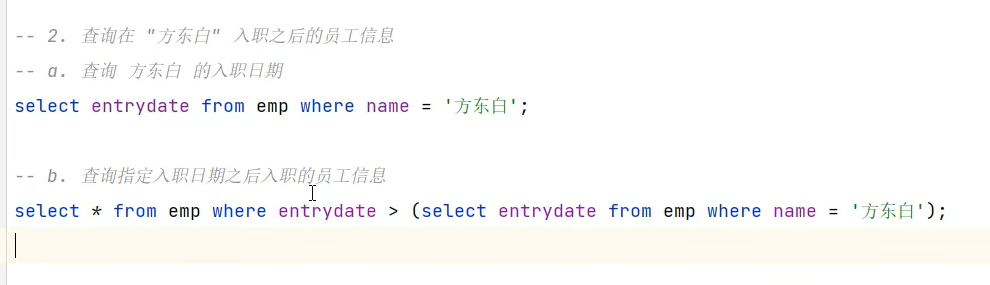 -- 2. 查询在 "方东白" 入职之后的员工信息
-- a. 查询 方东白 的入职日期
select entrydate from emp where name = '方东白';
-- b. 查询指定入职日期之后入职的员工信息
select * from emp where entrydate > (select entrydate from emp where name = '方东白');